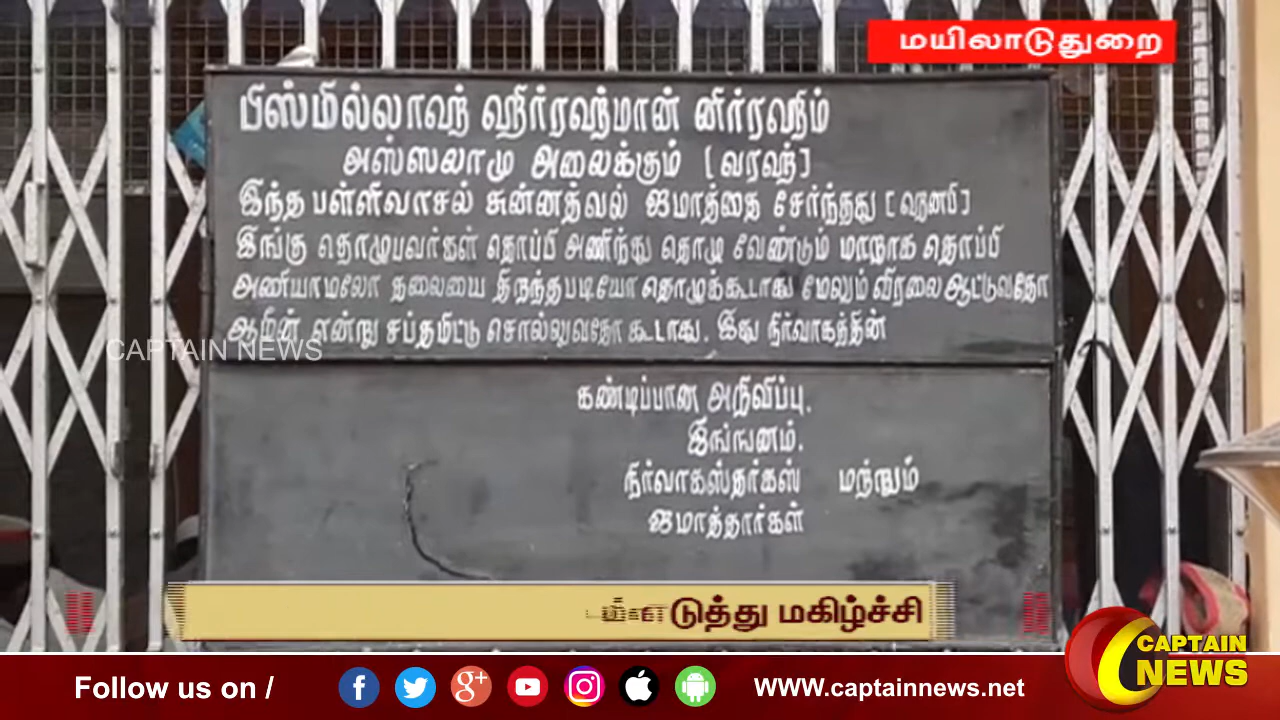 மயிலாடுதுறை
பிஸ்மில்லாஹ் ஹிர்ரஹ்மான் னிர்ரஹிம்
அஸ்ஸலாமு அலைக்கும் (வரஹ்)
இந்த பள்ளிவாசல் சுன்னத்வல் ஜமாத்தை சேர்ந்தது (ஹனபி)
இங்கு தொழுபவர்கள் தொப்பி அணிந்து தொழ வேண்டும் மாறாக தொப்பி
அணியாமலோ தலையை திறந்தபடியோ தொழுக்கூடாது மேலும் விரலை ஆட்டுவதோ
ஆமின் என்று சப்தமிட்டு சொல்லுவதோ கூடாது. இது நிர்வாகத்தின்
CAPTAIN NEWS
கண்டிப்பான அறிவிப்பு.
இங்ஙனம்.
நிர்வாகஸ்தர்கள் மற்றும்
ஜமாத்தார்கள்
டுத்து மகிழ்ச்சி
CAPTAIN NEWS
Follow us on / WWW.captainnews.net